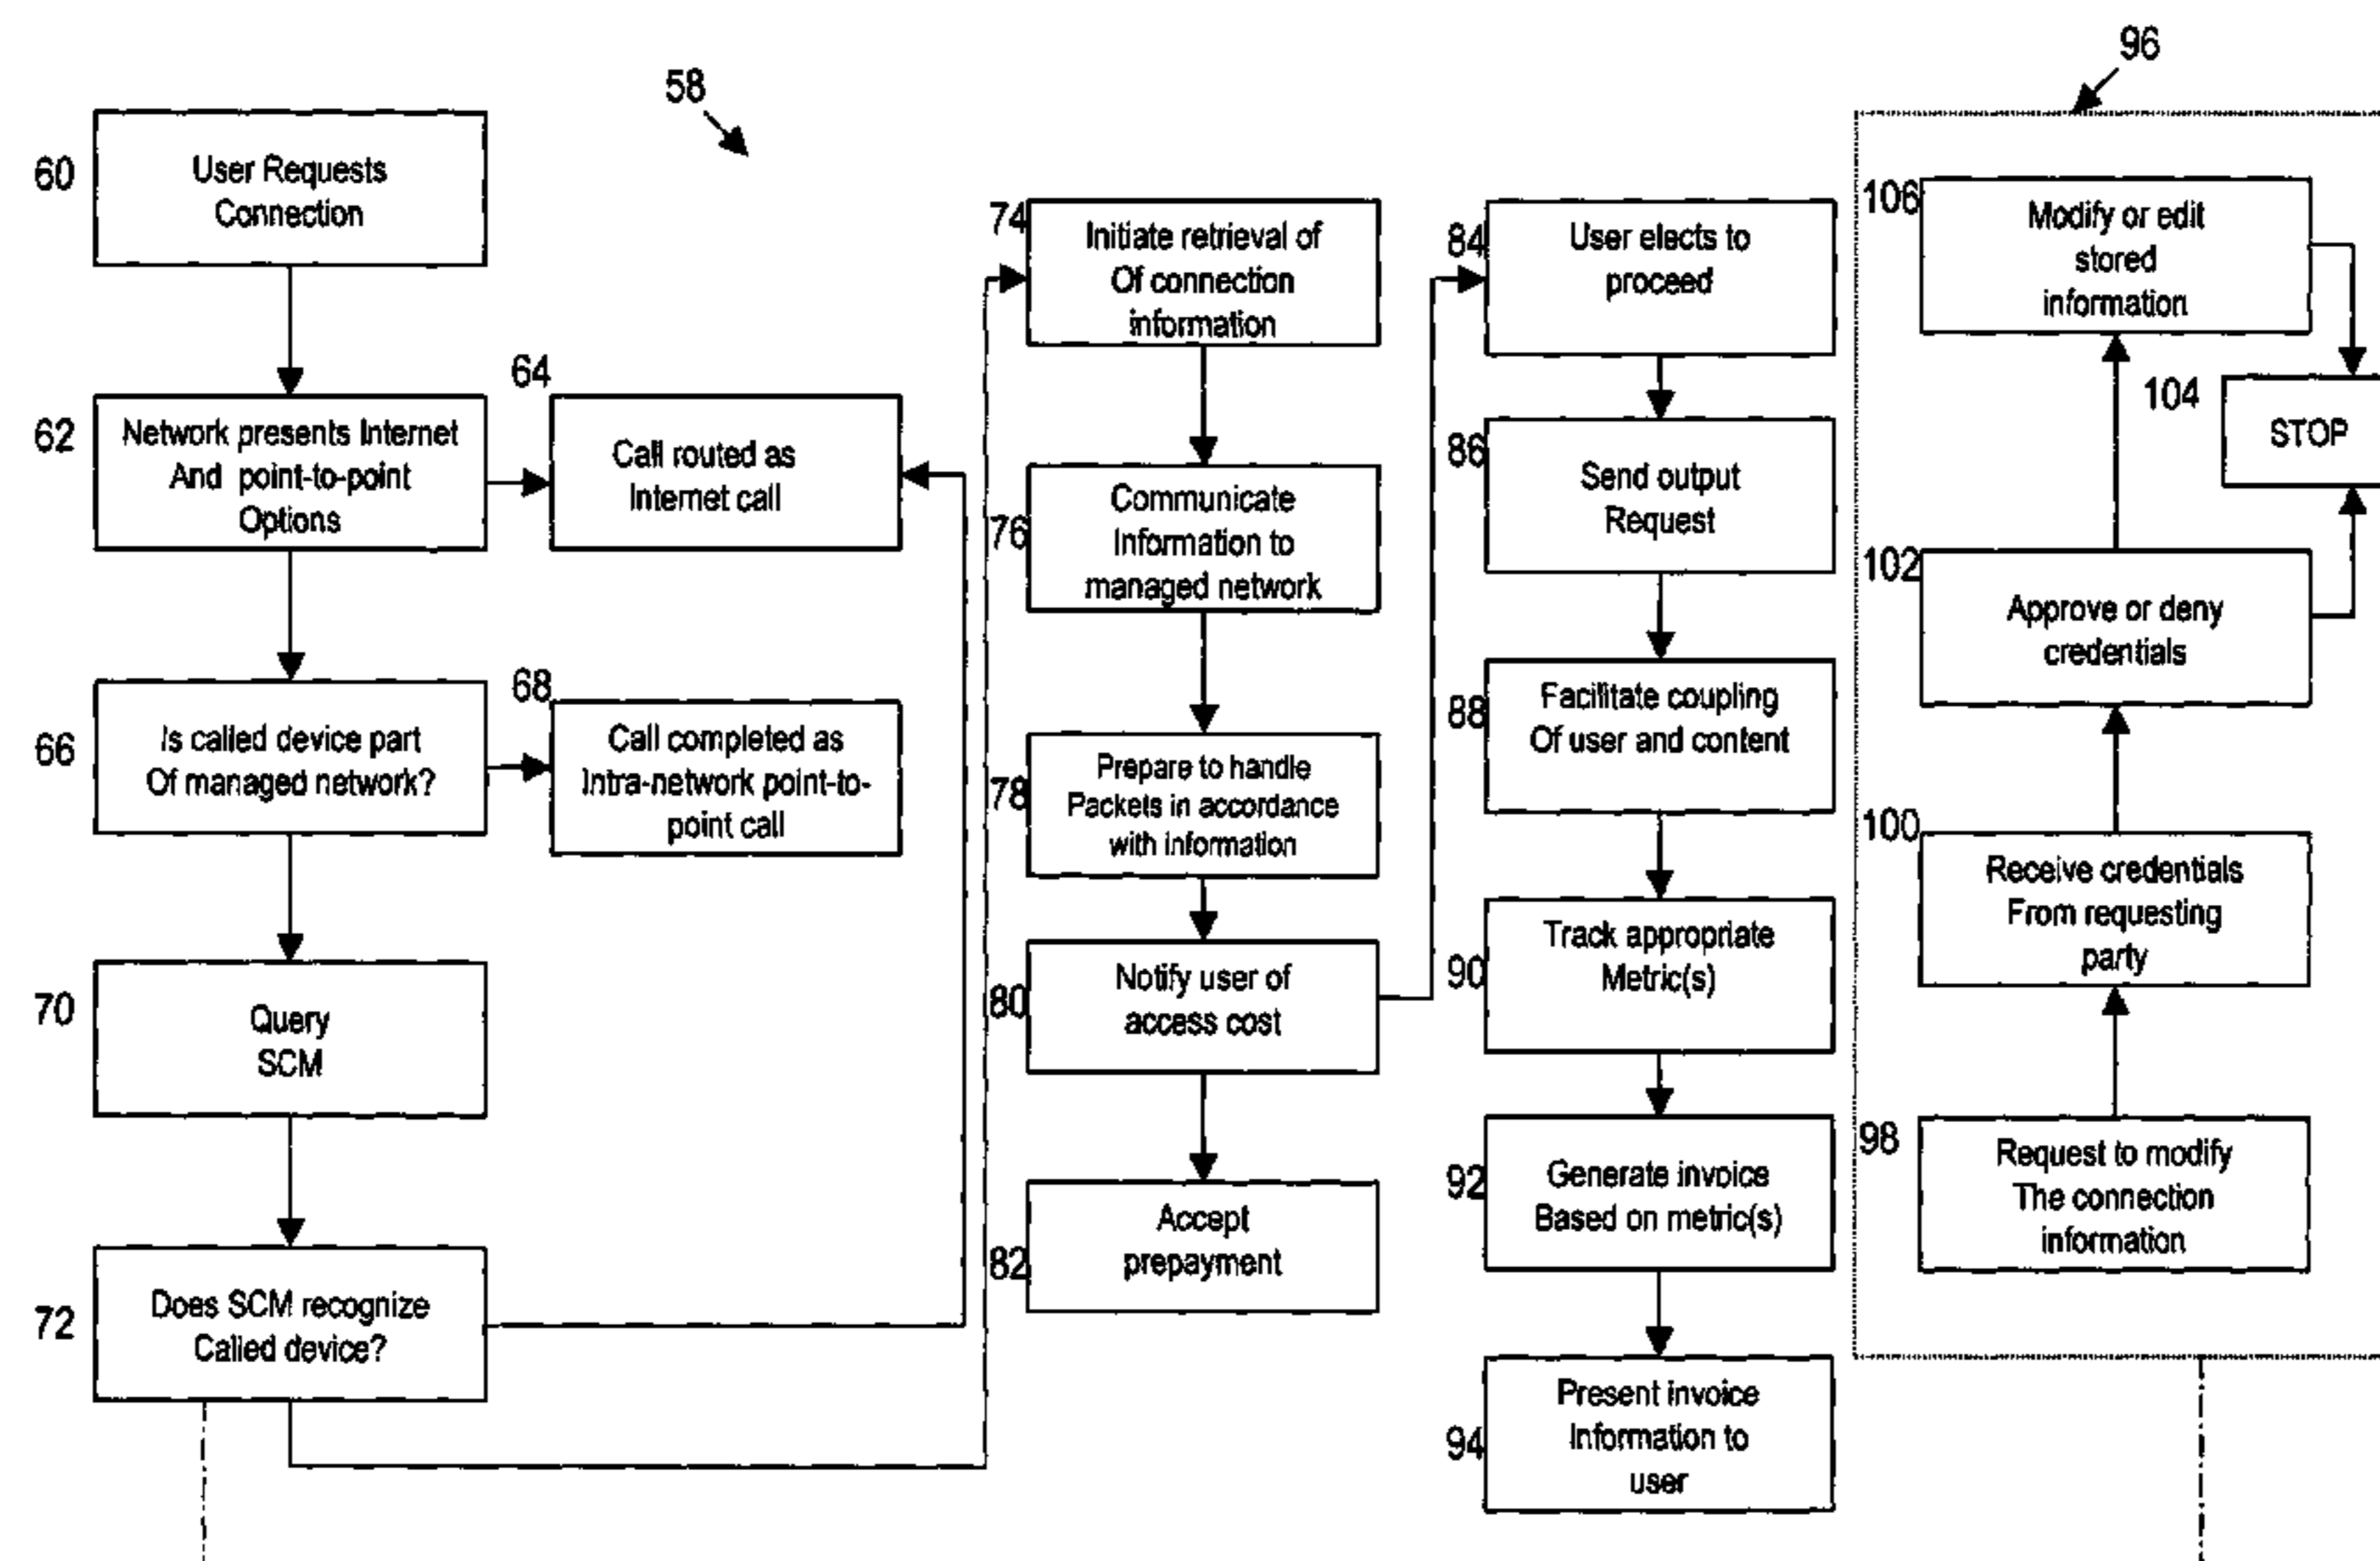 58
96
60
User Requests
Connection
62
Network presents Internet
And point-to-point
Options
64
Call routed as
Internet call
66
Is called device part
Of managed network?
68
Call completed as
Intra-network point-to-
point call
70
Query
SCM
72
Does SCM recognize
Called device?
74
Initiate retrieval of
Of connection
information
76
Communicate
Information to
managed network
78
Prepare to handle
Packets in accordance
with information
80
Notify user of
access cost
82
Accept
prepayment
84
User elects to
proceed
86
Send output
Request
88
Facilitate coupling
Of user and content
90
Track appropriate
Metric(s)
92
Generate invoice
Based on metric(s)
94
Present invoice
Information to
user
106
Modify or edit
stored
information
104
STOP
102
Approve or deny
credentials
100
Receive credentials
From requesting
party
98
Request to modify
The connection
information